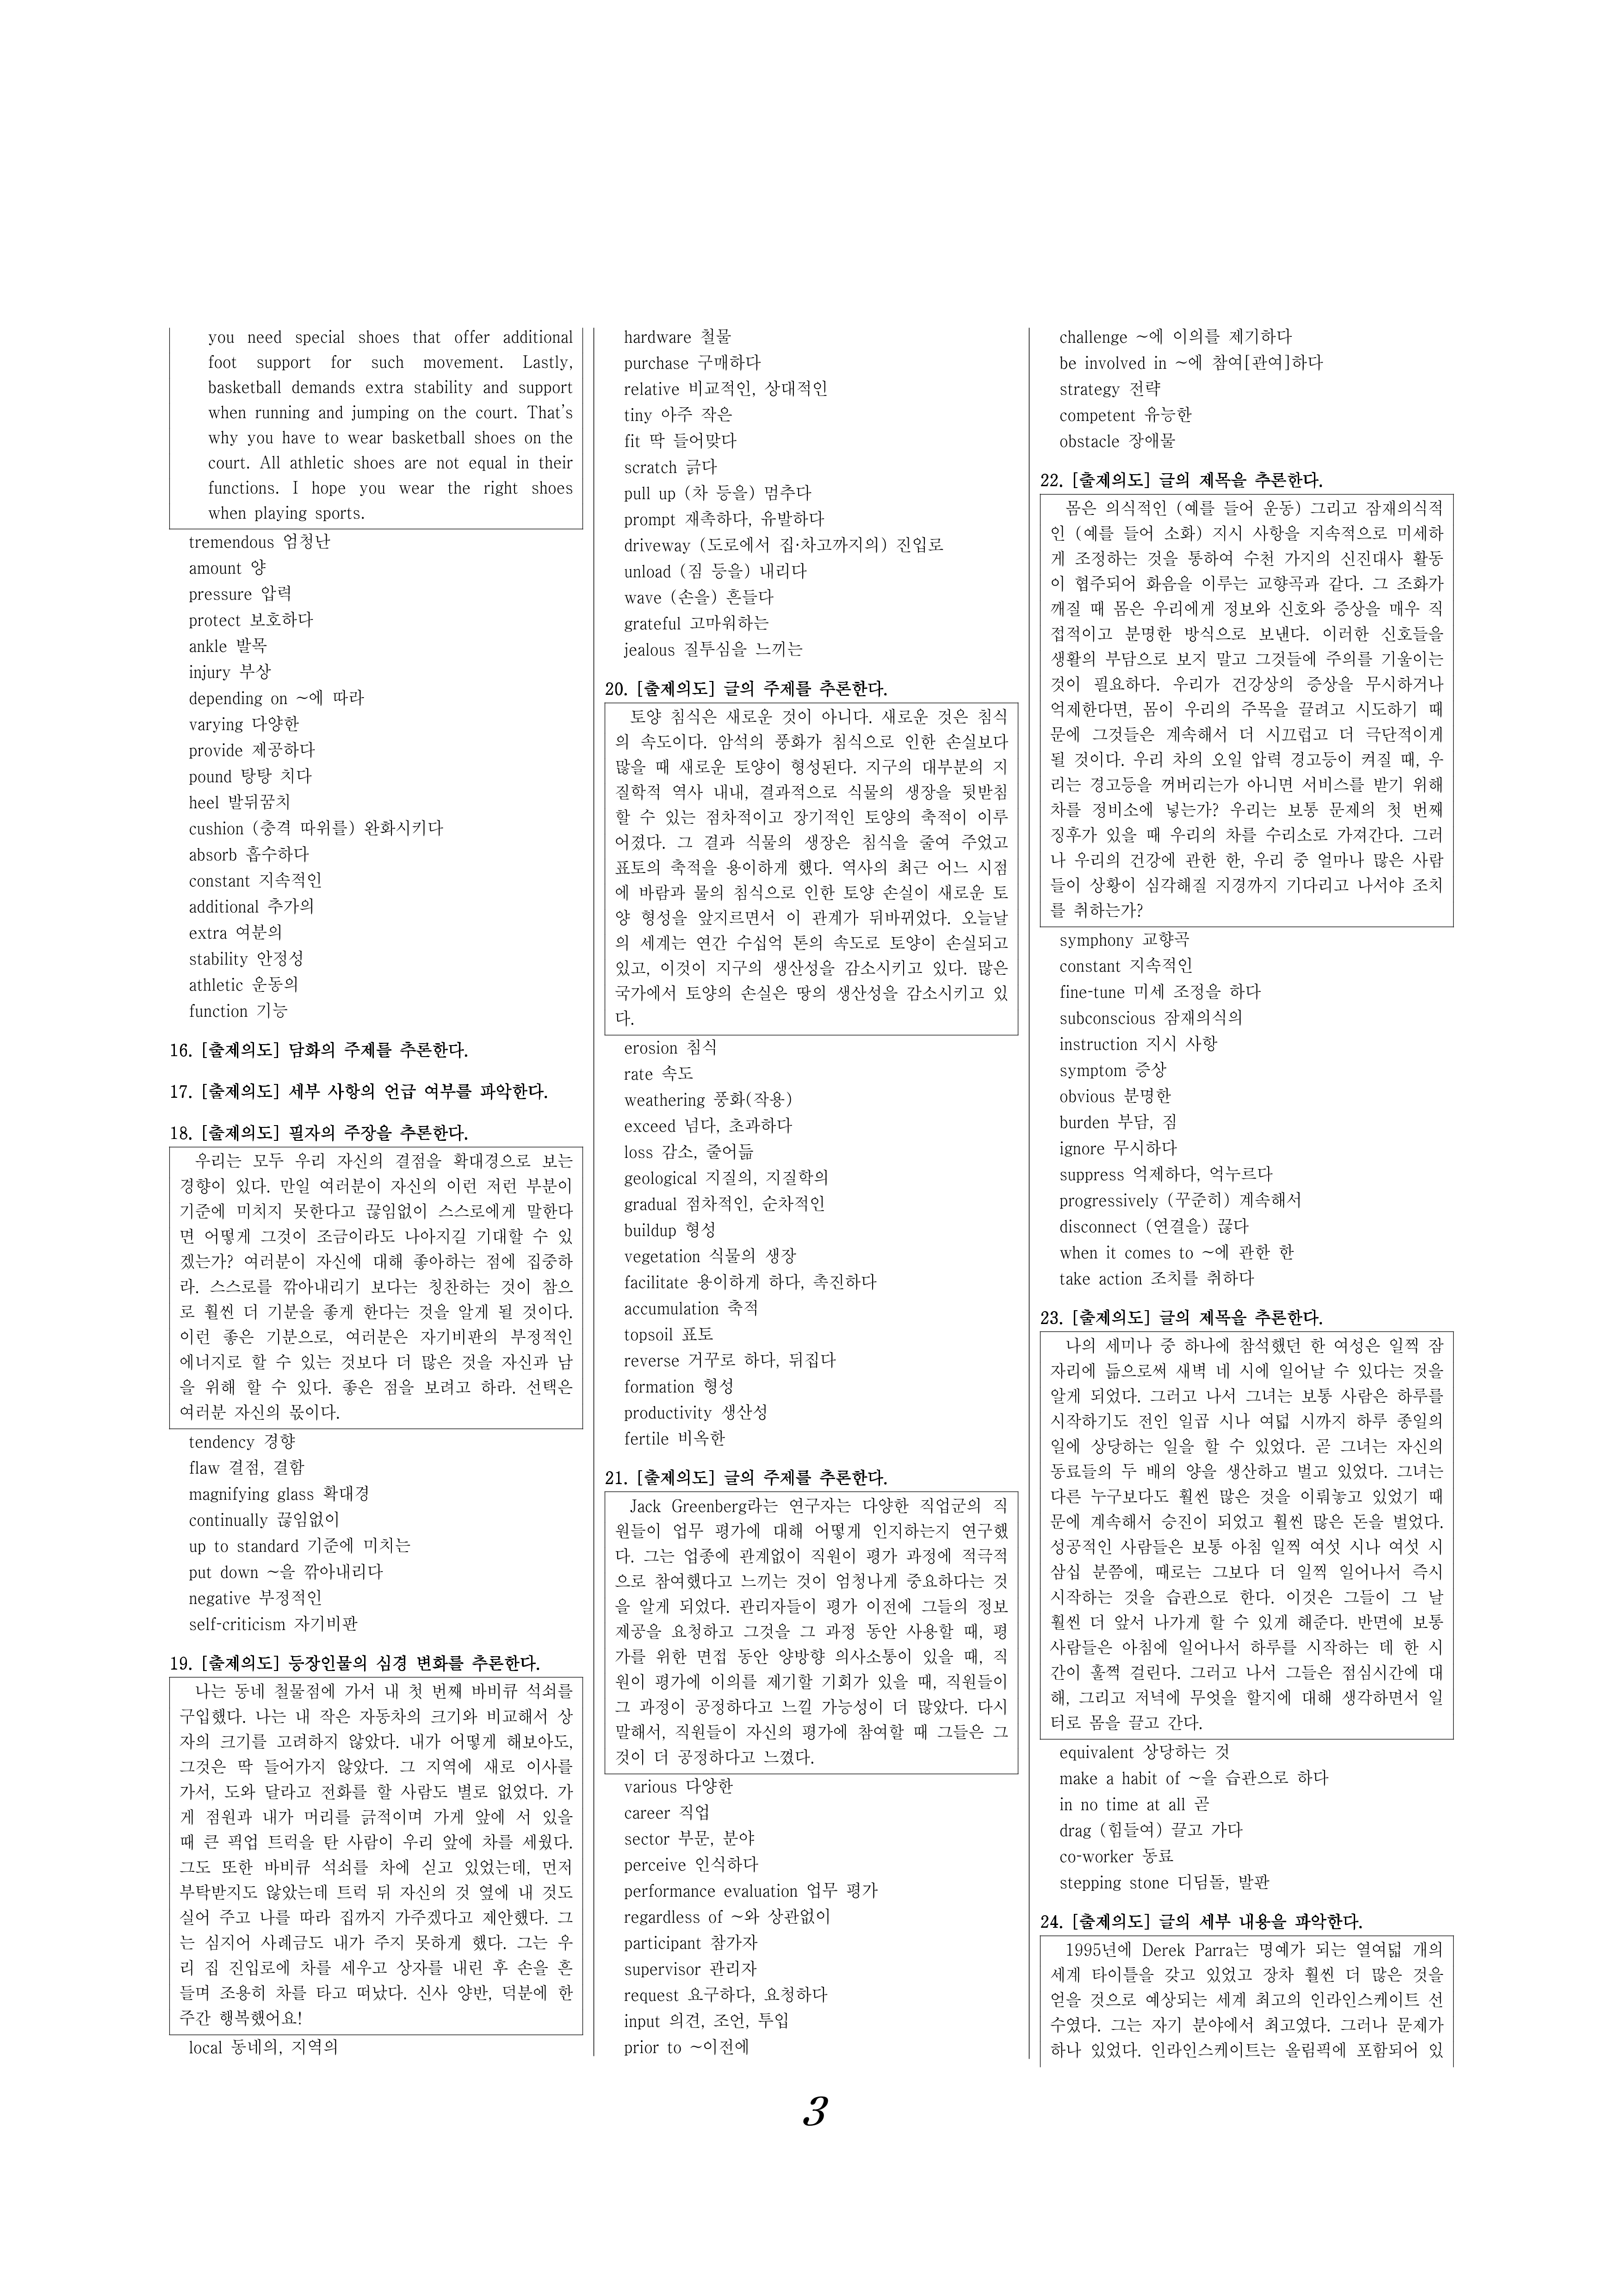 you need special shoes that offer additional
foot support for such movement. Lastly,
basketball demands extra stability and support
when running and jumping on the court. That's
why you have to wear basketball shoes on the
court. All athletic shoes are not equal in their
functions. I hope you wear the right shoes
when playing sports.
tremendous 엄청난
amount 양
pressure 압력
protect 보호하다
ankle 발목
injury 부상
depending on ~에 따라
varying 다양한
provide 제공하다
pound 탕탕 치다
heel 발뒤꿈치
cushion (충격 따위를) 완화시키다
absorb 흡수하다
constant 지속적인
additional 추가의
extra 여분의
stability 안정성
athletic 운동의
function 기능
16. [출제의도] 담화의 주제를 추론한다.
17. [출제의도] 세부 사항의 언급 여부를 파악한다.
18. [출제의도] 필자의 주장을 추론한다.
우리는 모두 우리 자신의 결점을 확대경으로 보는
경향이 있다. 만일 여러분이 자신의 이런 저런 부분이
기준에 미치지 못한다고 끊임없이 스스로에게 말한다
면 어떻게 그것이 조금이라도 나아지길 기대할 수 있
겠는가? 여러분이 자신에 대해 좋아하는 점에 집중하
라. 스스로를 깎아내리기 보다는 칭찬하는 것이 참으
로 훨씬 더 기분을 좋게 한다는 것을 알게 될 것이다.
이런 좋은 기분으로, 여러분은 자기비판의 부정적인
에너지로 할 수 있는 것보다 더 많은 것을 자신과 남
을 위해 할 수 있다. 좋은 점을 보려고 하라. 선택은
여러분 자신의 몫이다.
tendency 경향
flaw 결점, 결함
magnifying glass 확대경
continually 끊임없이
up to standard 기준에 미치는
put down ~을 깎아내리다
negative 부정적인
self-criticism 자기비판
19. [출제의도] 등장인물의 심경 변화를 추론한다.
나는 동네 철물점에 가서 내 첫 번째 바비큐 석쇠를
구입했다. 나는 내 작은 자동차의 크기와 비교해서 상
자의 크기를 고려하지 않았다. 내가 어떻게 해보아도,
그것은 딱 들어가지 않았다. 그 지역에 새로 이사를
가서, 도와 달라고 전화를 할 사람도 별로 없었다. 가
게 점원과 내가 머리를 긁적이며 가게 앞에 서 있을
때 큰 픽업 트럭을 탄 사람이 우리 앞에 차를 세웠다.
그도 또한 바비큐 석쇠를 차에 싣고 있었는데, 먼저
부탁받지도 않았는데 트럭 뒤 자신의 것 옆에 내 것도
실어 주고 나를 따라 집까지 가주겠다고 제안했다. 그
는 심지어 사례금도 내가 주지 못하게 했다. 그는 우
리 집 진입로에 차를 세우고 상자를 내린 후 손을 흔
들며 조용히 차를 타고 떠났다. 신사 양반, 덕분에 한
주간 행복했어요!
local 동네의, 지역의
hardware 철물
purchase 구매하다
relative 비교적인, 상대적인
tiny 아주 작은
fit 딱 들어맞다
scratch 긁다
pull up (차 등을) 멈추다
prompt 재촉하다, 유발하다
driveway (도로에서 집·차고까지의) 진입로
unload (짐 등을) 내리다
wave (손을) 흔들다
grateful 고마워하는
jealous 질투심을 느끼는
20. [출제의도] 글의 주제를 추론한다.
토양 침식은 새로운 것이 아니다. 새로운 것은 침식
의 속도이다. 암석의 풍화가 침식으로 인한 손실보다
많을 때 새로운 토양이 형성된다. 지구의 대부분의 지
질학적 역사 내내, 결과적으로 식물의 생장을 뒷받침
할 수 있는 점차적이고 장기적인 토양의 축적이 이루
어졌다. 그 결과 식물의 생장은 침식을 줄여 주었고
표토의 축적을 용이하게 했다. 역사의 최근 어느 시점
에 바람과 물의 침식으로 인한 토양 손실이 새로운 토
양 형성을 앞지르면서 이 관계가 뒤바뀌었다. 오늘날
의 세계는 연간 수십억 톤의 속도로 토양이 손실되고
있고, 이것이 지구의 생산성을 감소시키고 있다. 많은
국가에서 토양의 손실은 땅의 생산성을 감소시키고 있
다.
erosion 침식
rate 속도
weathering 풍화(작용)
exceed 넘다, 초과하다
loss 감소, 줄어듦
geological 지질의, 지질학의
gradual 점차적인, 순차적인
buildup 형성
vegetation 식물의 생장
facilitate 용이하게 하다, 촉진하다
accumulation 축적
topsoil 표토
reverse 거꾸로 하다, 뒤집다
formation 형성
productivity 생산성
fertile 비옥한
21. [출제의도] 글의 주제를 추론한다.
Jack Greenberg라는 연구자는 다양한 직업군의 직
원들이 업무 평가에 대해 어떻게 인지하는지 연구했
다. 그는 업종에 관계없이 직원이 평가 과정에 적극적
으로 참여했다고 느끼는 것이 엄청나게 중요하다는 것
을 알게 되었다. 관리자들이 평가 이전에 그들의 정보
제공을 요청하고 그것을 그 과정 동안 사용할 때, 평
가를 위한 면접 동안 양방향 의사소통이 있을 때, 직
원이 평가에 이의를 제기할 기회가 있을 때, 직원들이
그 과정이 공정하다고 느낄 가능성이 더 많았다. 다시
말해서, 직원들이 자신의 평가에 참여할 때 그들은 그
것이 더 공정하다고 느꼈다.
various 다양한
career 직업
sector 부문, 분야
perceive 인식하다
performance evaluation 업무 평가
regardless of ~와 상관없이
participant 참가자
supervisor 관리자
request 요구하다, 요청하다
input 의견, 조언, 투입
prior to ~이전에
challenge ~에 이의를 제기하다
be involved in ~에 참여[관여]하다
strategy 전략
competent 유능한
obstacle 장애물
22. [출제의도] 글의 제목을 추론한다.
몸은 의식적인 (예를 들어 운동) 그리고 잠재의식적
인 (예를 들어 소화) 지시 사항을 지속적으로 미세하
게 조정하는 것을 통하여 수천 가지의 신진대사 활동
이 협주되어 화음을 이루는 교향곡과 같다. 그 조화가
깨질 때 몸은 우리에게 정보와 신호와 증상을 매우 직
접적이고 분명한 방식으로 보낸다. 이러한 신호들을
생활의 부담으로 보지 말고 그것들에 주의를 기울이는
것이 필요하다. 우리가 건강상의 증상을 무시하거나
억제한다면, 몸이 우리의 주목을 끌려고 시도하기 때
문에 그것들은 계속해서 더 시끄럽고 더 극단적이게
될 것이다. 우리 차의 오일 압력 경고등이 켜질 때, 우
리는 경고등을 꺼버리는가 아니면 서비스를 받기 위해
차를 정비소에 넣는가? 우리는 보통 문제의 첫 번째
징후가 있을 때 우리의 차를 수리소로 가져간다. 그러
나 우리의 건강에 관한 한, 우리 중 얼마나 많은 사람
들이 상황이 심각해질 지경까지 기다리고 나서야 조치
를 취하는가?
symphony 교향곡
constant 지속적인
fine-tune 미세 조정을 하다
subconscious 잠재의식의
instruction 지시 사항
symptom 증상
obvious 분명한
burden 부담, 짐
ignore 무시하다
suppress 억제하다, 억누르다
progressively (꾸준히) 계속해서
disconnect (연결을) 끊다
when it comes to ~에 관한 한
take action 조치를 취하다
23. [출제의도] 글의 제목을 추론한다.
나의 세미나 중 하나에 참석했던 한 여성은 일찍 잠
자리에 듦으로써 새벽 네 시에 일어날 수 있다는 것을
알게 되었다. 그러고 나서 그녀는 보통 사람은 하루를
시작하기도 전인 일곱 시나 여덟 시까지 하루 종일의
일에 상당하는 일을 할 수 있었다. 곧 그녀는 자신의
동료들의 두 배의 양을 생산하고 벌고 있었다. 그녀는
다른 누구보다도 훨씬 많은 것을 이뤄놓고 있었기 때
문에 계속해서 승진이 되었고 훨씬 많은 돈을 벌었다.
성공적인 사람들은 보통 아침 일찍 여섯 시나 여섯 시
삼십 분쯤에, 때로는 그보다 더 일찍 일어나서 즉시
시작하는 것을 습관으로 한다. 이것은 그들이 그 날
훨씬 더 앞서 나가게 할 수 있게 해준다. 반면에 보통
사람들은 아침에 일어나서 하루를 시작하는 데 한 시
간이 훌쩍 걸린다. 그러고 나서 그들은 점심시간에 대
해, 그리고 저녁에 무엇을 할지에 대해 생각하면서 일
터로 몸을 끌고 간다.
equivalent 상당하는 것
make a habit of ~을 습관으로 하다
in no time at all 곧
drag (힘들여) 끌고 가다
co-worker 동료
stepping stone 디딤돌, 발판
24. [출제의도] 글의 세부 내용을 파악한다.
1995년에 Derek Parra는 명예가 되는 열여덟 개의
세계 타이틀을 갖고 있었고 장차 훨씬 더 많은 것을
얻을 것으로 예상되는 세계 최고의 인라인스케이트 선
수였다. 그는 자기 분야에서 최고였다. 그러나 문제가
하나 있었다. 인라인스케이트는 올림픽에 포함되어 있
3